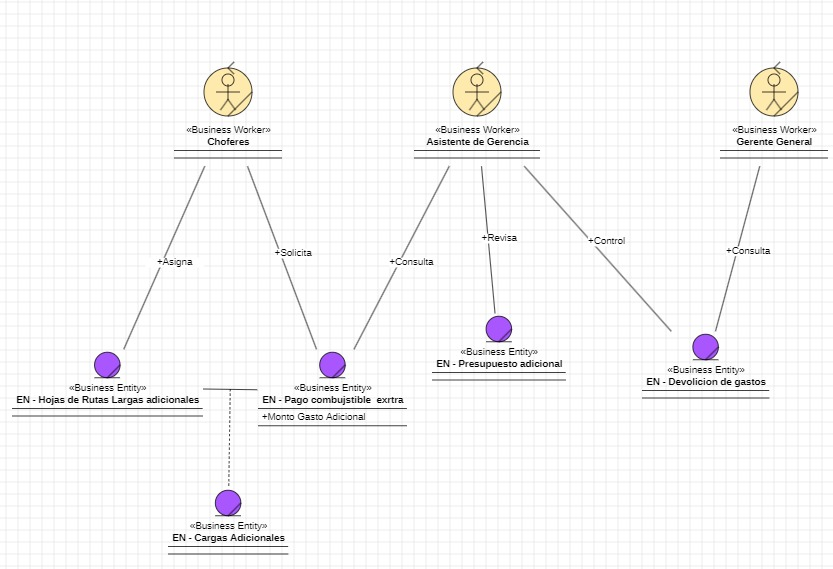 «Business Worker»
Choferes
«Business Worker»
Asistente de Gerencia
«Business Worker»
Gerente General
+Asigna
+Solicita
+Consulta
+Revisa
+Control
+Consulta
«Business Entity»
EN - Hojas de Rutas Largas adicionales
«Business Entity»
EN - Pago combujstible exrtra
+Monto Gasto Adicional
«Business Entity»
EN - Presupuesto adicional
«Business Entity»
EN - Devolicion de gastos
«Business Entity»
EN - Cargas Adicionales